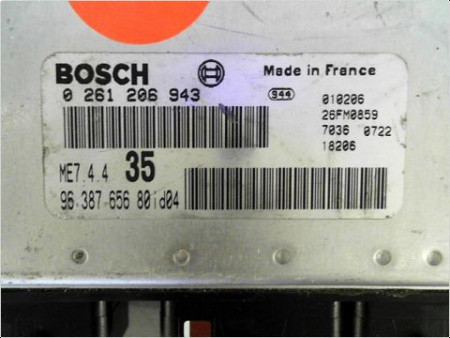 BOSCH Made in France
0 261 206 943 944 010206
26FM0859
7036 0722
18206
ME7.4.4 35
96 387 656 80 id04